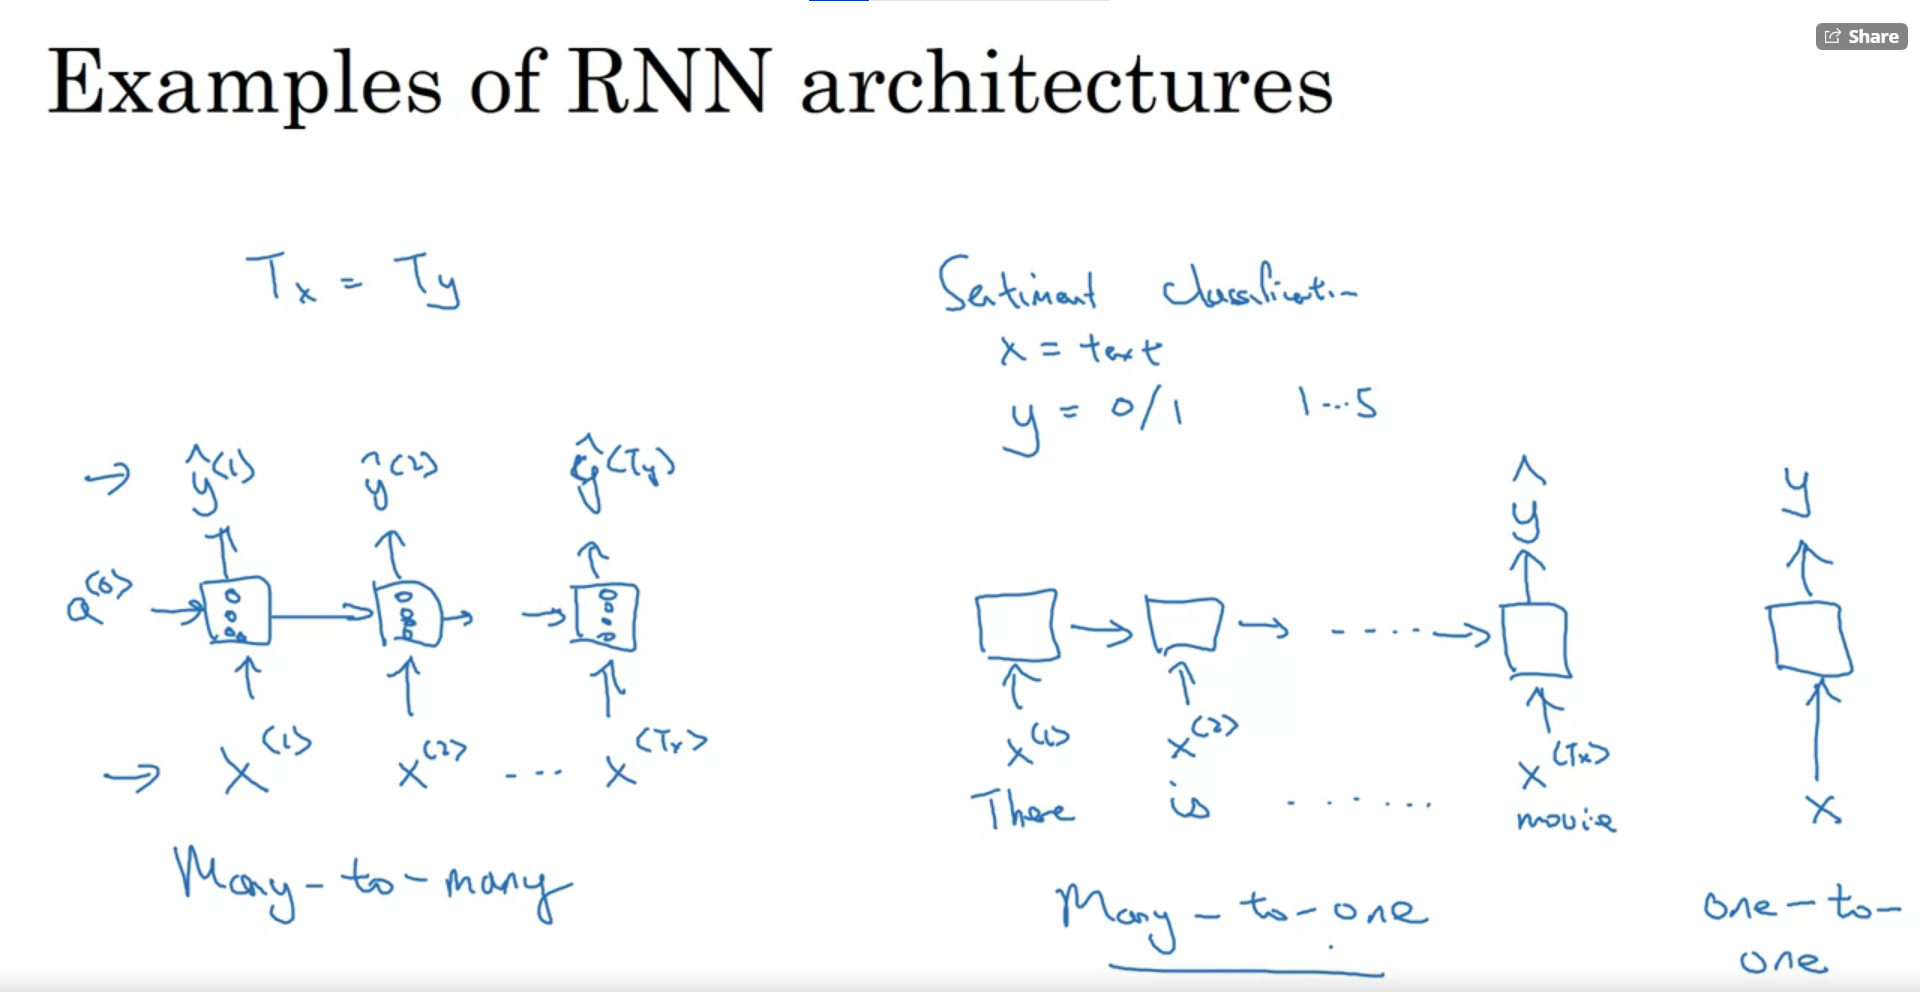 Share
Examples of RNN architectures
Tx = Ty
Sentiment classification
x = text
y = 0/1 1...5
→ ŷ<1> ŷ<2> ŷ<Ty>
ŷ
y
a<0>
→ x<1> x<2> ... x<Tx>
x<1> x<2> x<Tx>
x
There is ....... movie
Many-to-many
Many-to-one
one-to-
one